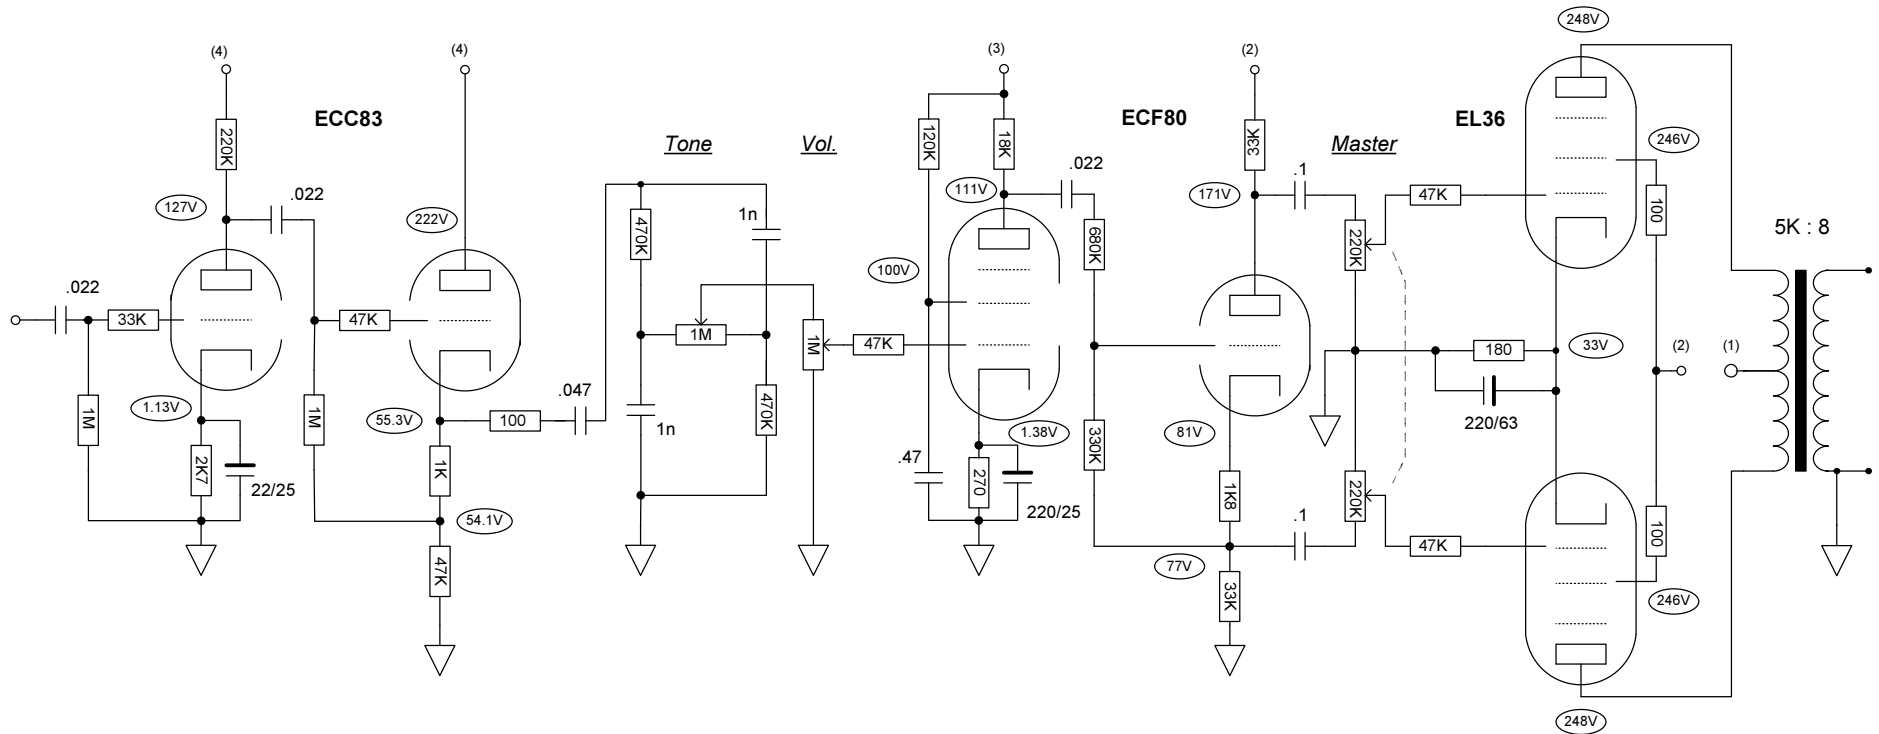 248V
(4)
(4)
(3)
(2)
ECC83
ECF80
EL36
220K
120K
18K
33K
Tone
Vol.
Master
246V
.022
.1
127V
.022
222V
1n
470K
111V
680K
171V
220K
47K
100
5K : 8
100V
.022
33K
47K
1M
1M
47K
180
33V
(2)
(1)
1M
1.13V
1M
55.3V
100
.047
1n
470K
.47
1.38V
330K
81V
220/63
2K7
22/25
1K
54.1V
270
220/25
1K8
.1
220K
47K
100
47K
77V
33K
246V
248V